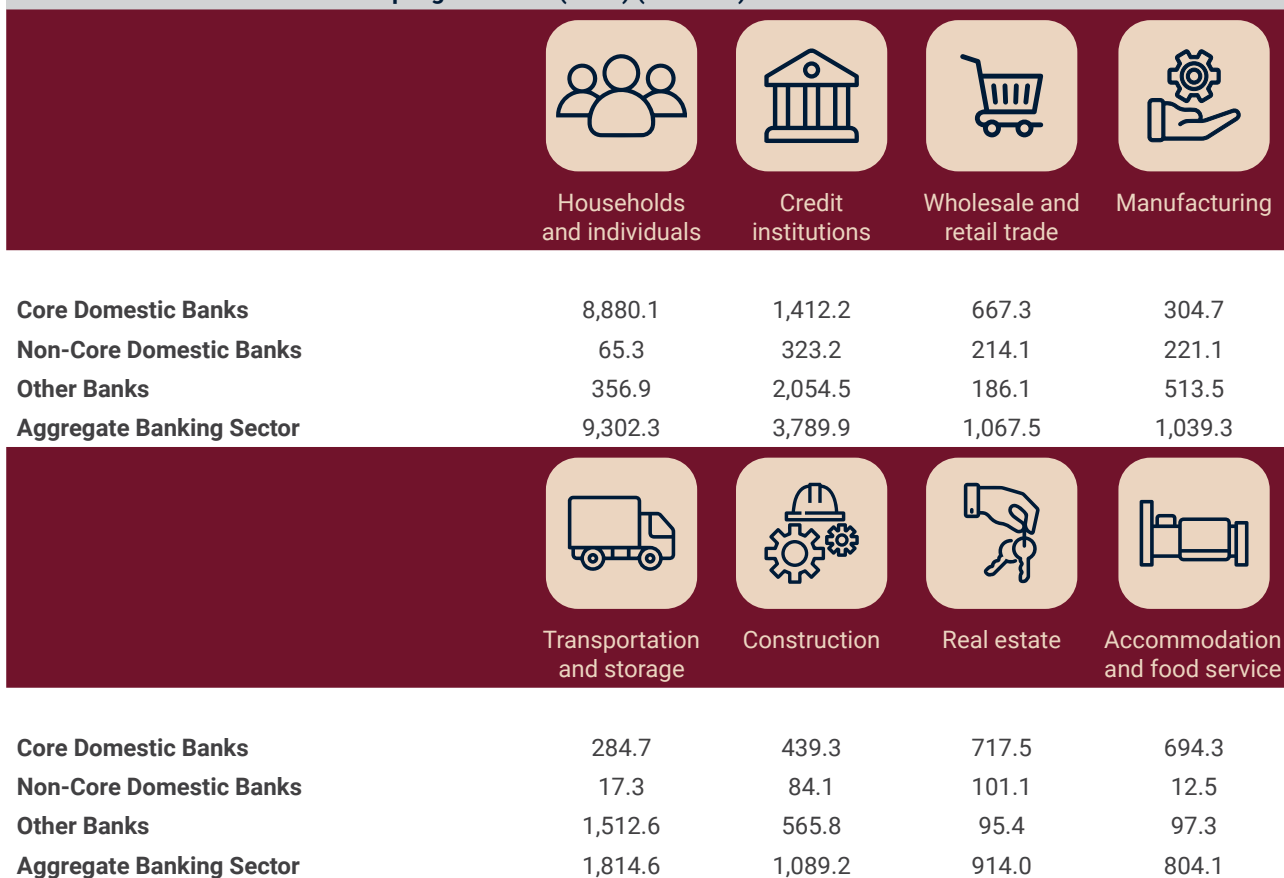 Households and individuals
Credit institutions
Wholesale and retail trade
Manufacturing
Core Domestic Banks 8,880.1 1,412.2 667.3 304.7
Non-Core Domestic Banks 65.3 323.2 214.1 221.1
Other Banks 356.9 2,054.5 186.1 513.5
Aggregate Banking Sector 9,302.3 3,789.9 1,067.5 1,039.3
Transportation and storage
Construction
Real estate
Accommodation and food service
Core Domestic Banks 284.7 439.3 717.5 694.3
Non-Core Domestic Banks 17.3 84.1 101.1 12.5
Other Banks 1,512.6 565.8 95.4 97.3
Aggregate Banking Sector 1,814.6 1,089.2 914.0 804.1